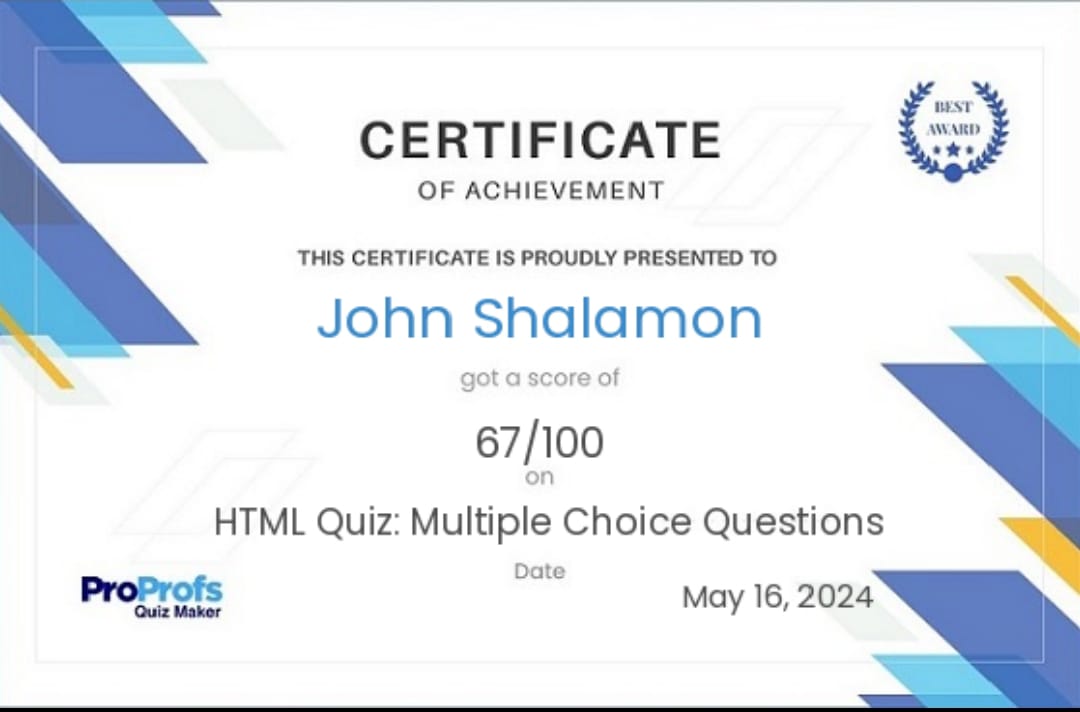 BEST
AWARD
CERTIFICATE
OF ACHIEVEMENT
THIS CERTIFICATE IS PROUDLY PRESENTED TO
John Shalamon
got a score of
67/100
on
HTML Quiz: Multiple Choice Questions
Date
May 16, 2024
ProProfs
Quiz Maker